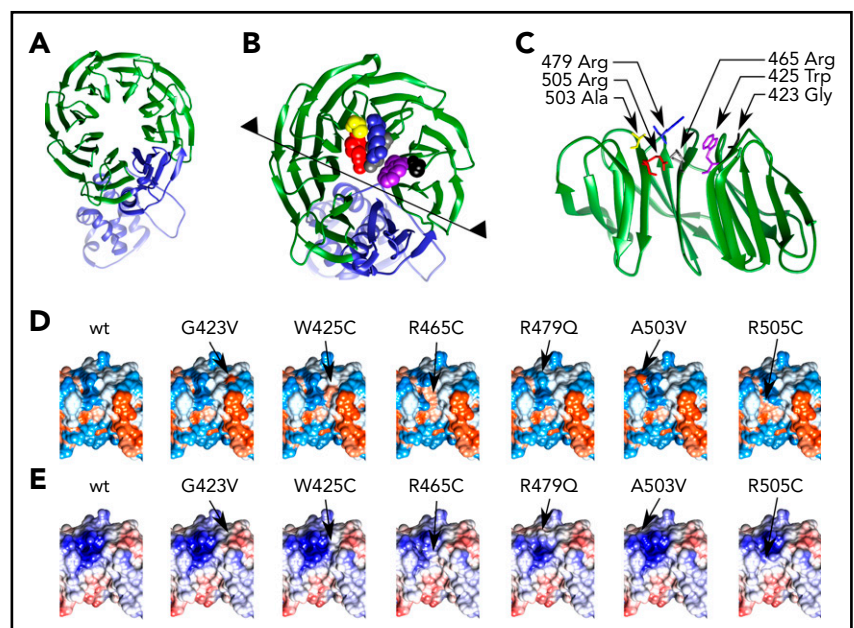 A
B
C
479 Arg
505 Arg
503 Ala
465 Arg
425 Trp
423 Gly
D
wt
G423V
W425C
R465C
R479Q
A503V
R505C
E
wt
G423V
W425C
R465C
R479Q
A503V
R505C